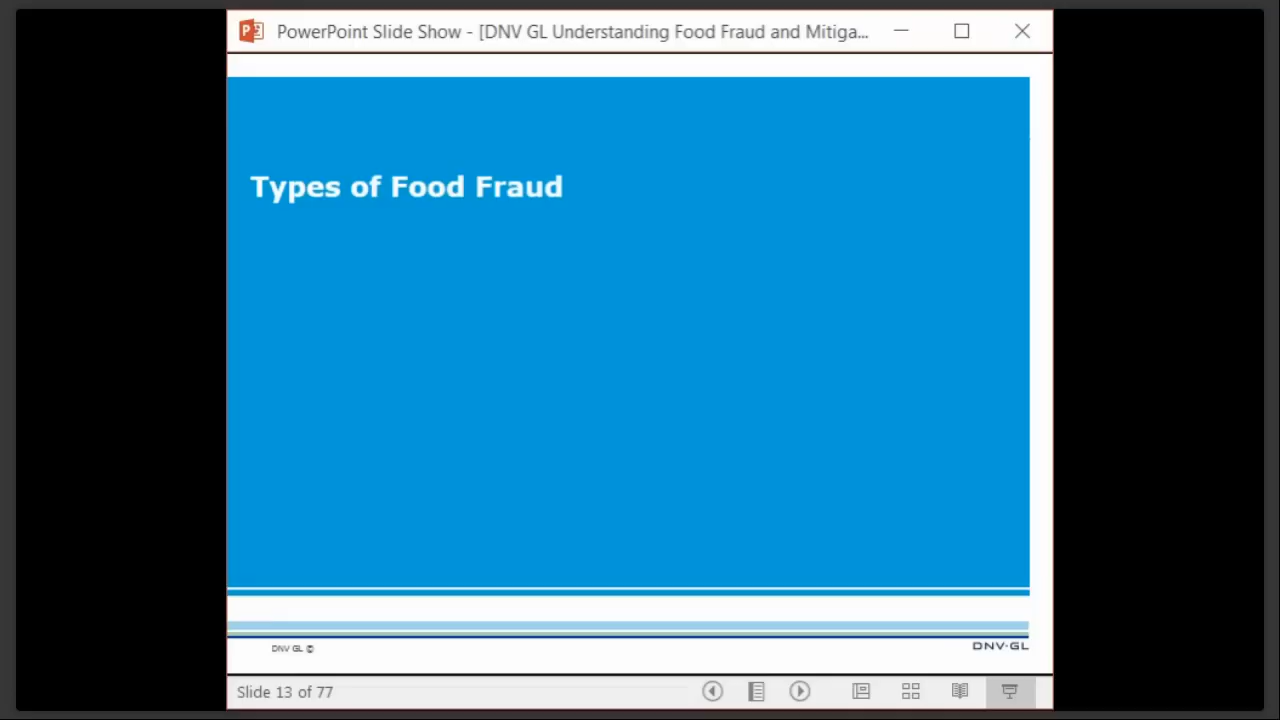 PowerPoint Slide Show - [DNV GL Understanding Food Fraud and Mitiga...
Types of Food Fraud
DNV GL ©
DNV·GL
Slide 13 of 77